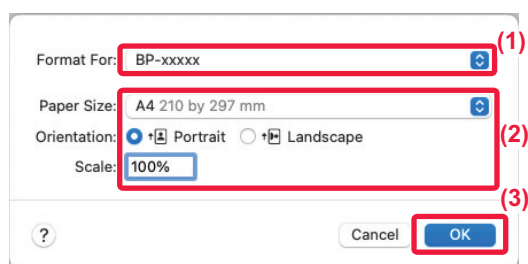 (1)
Format For: BP-xxxxx
Paper Size: A4 210 by 297 mm
Orientation: Portrait Landscape
(2)
Scale: 100%
(3)
? Cancel OK